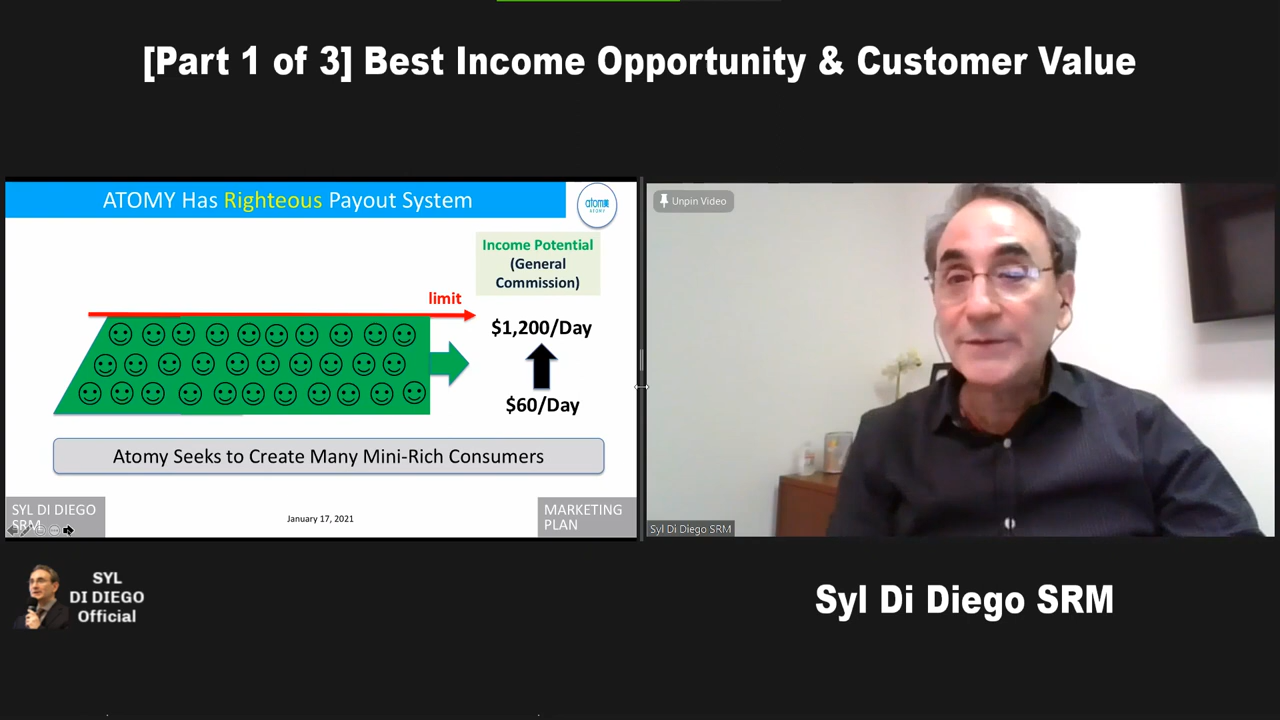 [Part 1 of 3] Best Income Opportunity & Customer Value
ATOMY Has Righteous Payout System
atomy
ATOMY
Unpin Video
Income Potential
(General
Commission)
limit
$1,200/Day
$60/Day
Atomy Seeks to Create Many Mini-Rich Consumers
SYL DI DIEGO
SRM
January 17, 2021
MARKETING
PLAN
Syl Di Diego SRM
SYL
DI DIEGO
Official
Syl Di Diego SRM